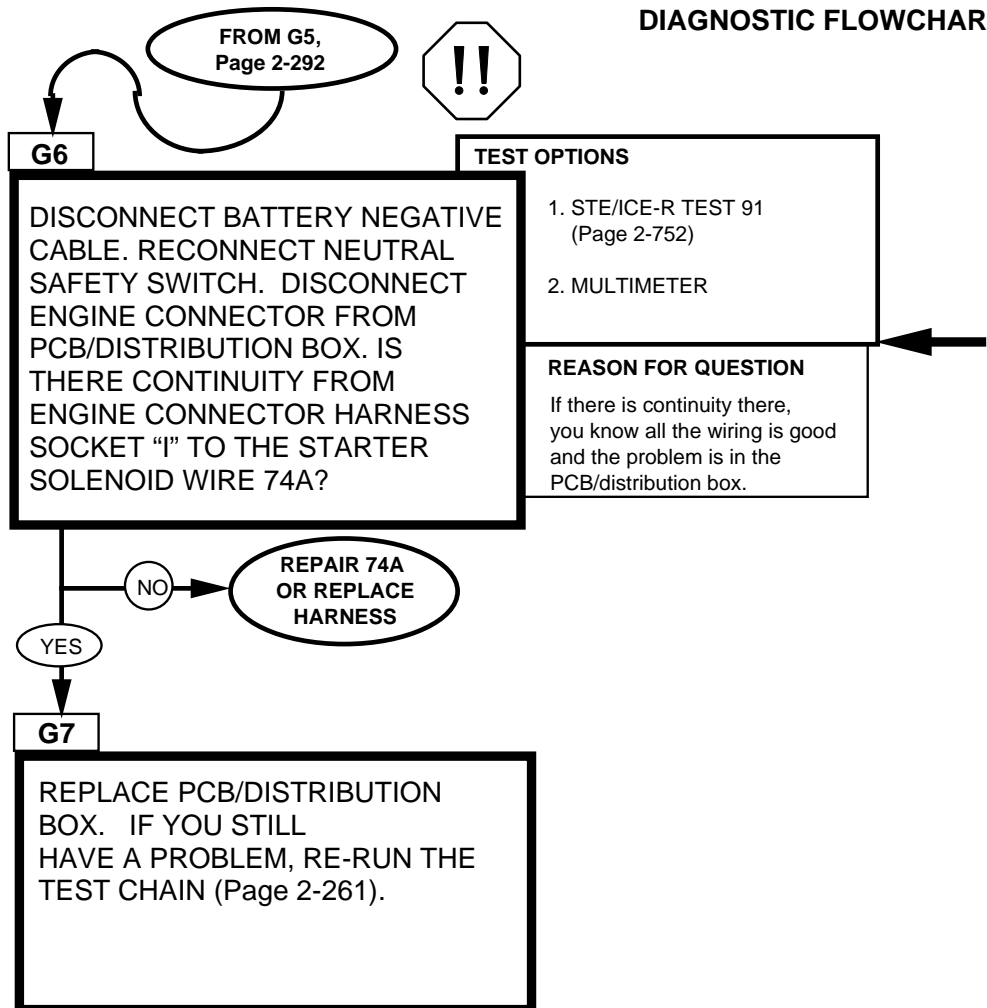 DIAGNOSTIC FLOWCHAR
FROM G5,
Page 2-292
!!
G6
DISCONNECT BATTERY NEGATIVE
CABLE. RECONNECT NEUTRAL
SAFETY SWITCH. DISCONNECT
ENGINE CONNECTOR FROM
PCB/DISTRIBUTION BOX. IS
THERE CONTINUITY FROM
ENGINE CONNECTOR HARNESS
SOCKET “I” TO THE STARTER
SOLENOID WIRE 74A?
TEST OPTIONS
1. STE/ICE-R TEST 91
(Page 2-752)
2. MULTIMETER
REASON FOR QUESTION
If there is continuity there,
you know all the wiring is good
and the problem is in the
PCB/distribution box.
NO
REPAIR 74A
OR REPLACE
HARNESS
YES
G7
REPLACE PCB/DISTRIBUTION
BOX. IF YOU STILL
HAVE A PROBLEM, RE-RUN THE
TEST CHAIN (Page 2-261).